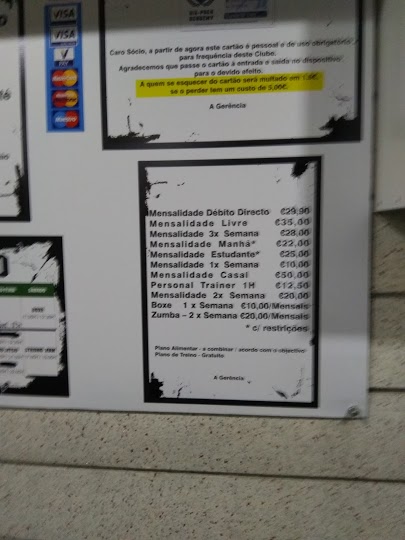 VISA
VISA
MasterCard
MasterCard
Maestro
Caro Sócio, a partir de agora este cartão é pessoal e de uso obrigatório
para frequência deste Clube.
Agradecemos que passe o cartão à entrada e saída no dispositivo
para o devido efeito.
A quem se esquecer do cartão será multado em
se o perder tem um custo de 5,00€.
A Gerência
Mensalidade Débito Directo €29,90
Mensalidade Livre €35,00
Mensalidade 3x Semana €28,00
Mensalidade Manhã* €22,00
Mensalidade Estudante* €25,00
Mensalidade 1x Semana €10,00
Mensalidade Casal €50,00
Personal Trainer 1H €12,50
Mensalidade 2x Semana €20,00
Boxe 1 x Semana €10,00/Mensais
Zumba – 2 x Semana €20,00/Mensais
* c/ restrições
Plano Alimentar - a combinar : acordo com o objectivo
Plano de Treino - Gratuito
A Gerência